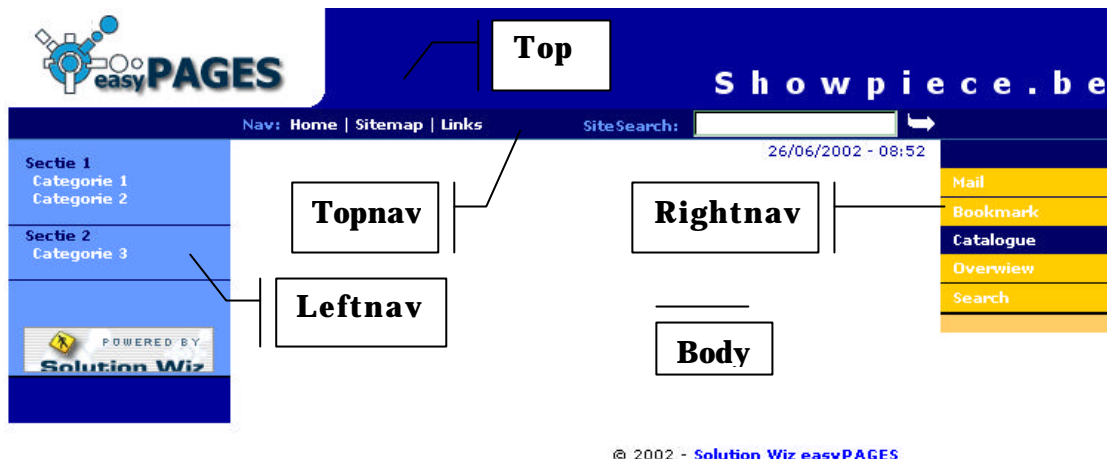 easyPAGES
Top
Showpiece.be
Nav: Home | Sitemap | Links
SiteSearch:
26/06/2002 - 08:52
Sectie 1
Categorie 1
Categorie 2
Sectie 2
Categorie 3
Topnav
Rightnav
Mail
Bookmark
Catalogue
Overwiew
Search
Leftnav
Body
POWERED BY
Solution Wiz
© 2002 - Solution Wiz easyPAGES